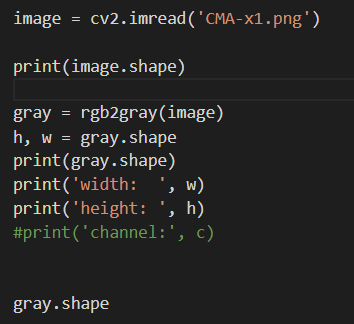 image = cv2.imread('CMA-x1.png')
print(image.shape)
gray = rgb2gray(image)
h, w = gray.shape
print(gray.shape)
print('width:  ', w)
print('height: ', h)
#print('channel:', c)
gray.shape